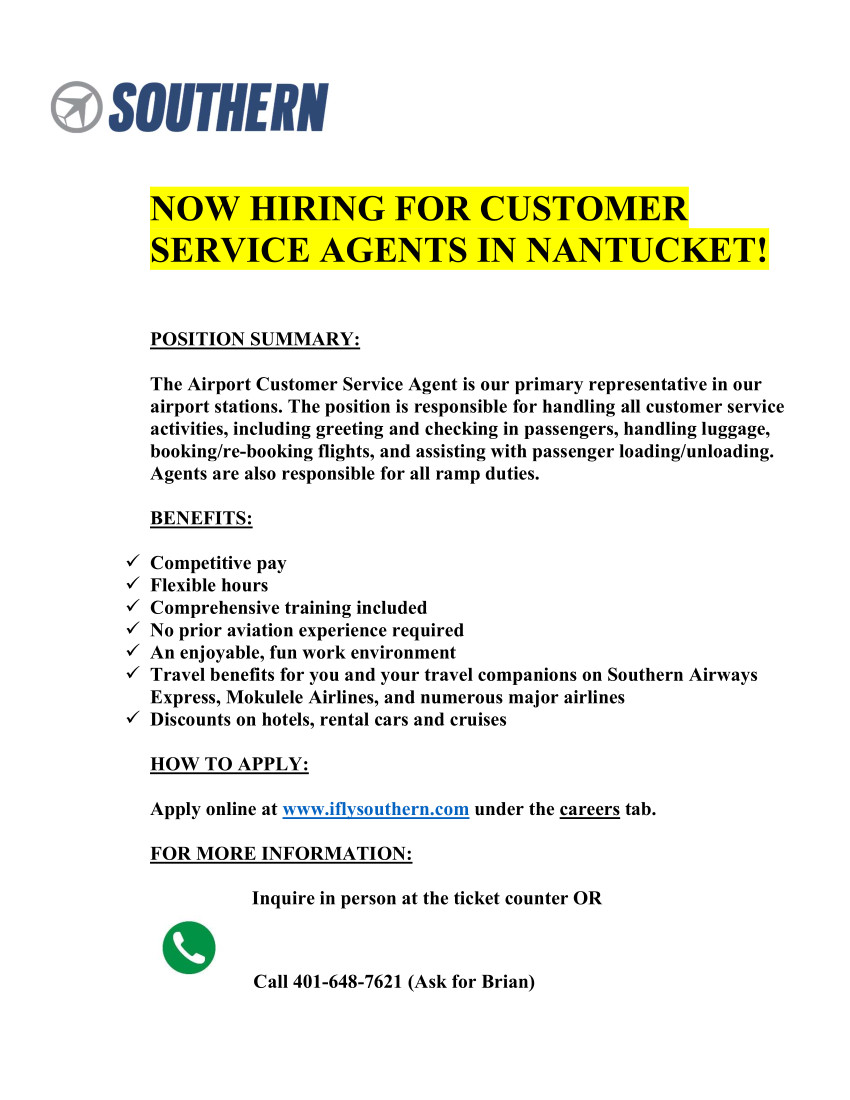 SOUTHERN
NOW HIRING FOR CUSTOMER
SERVICE AGENTS IN NANTUCKET!
POSITION SUMMARY:
The Airport Customer Service Agent is our primary representative in our
airport stations. The position is responsible for handling all customer service
activities, including greeting and checking in passengers, handling luggage,
booking/re-booking flights, and assisting with passenger loading/unloading.
Agents are also responsible for all ramp duties.
BENEFITS:
✓ Competitive pay
✓ Flexible hours
✓ Comprehensive training included
✓ No prior aviation experience required
✓ An enjoyable, fun work environment
✓ Travel benefits for you and your travel companions on Southern Airways
Express, Mokulele Airlines, and numerous major airlines
✓ Discounts on hotels, rental cars and cruises
HOW TO APPLY:
Apply online at www.iflysouthern.com under the careers tab.
FOR MORE INFORMATION:
Inquire in person at the ticket counter OR
Call 401-648-7621 (Ask for Brian)